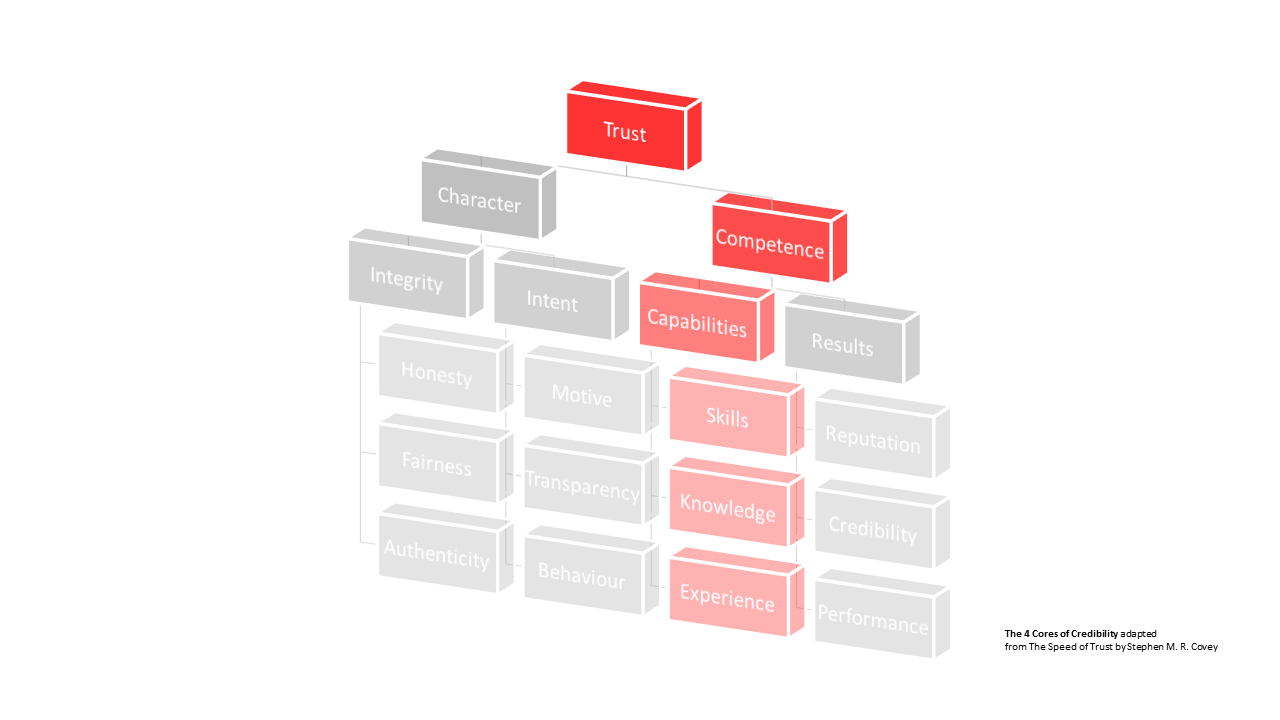 Trust
Character
Competence
Integrity
Intent
Capabilities
Results
Honesty
Motive
Skills
Reputation
Fairness
Transparency
Knowledge
Credibility
Authenticity
Behaviour
Experience
Performance
The 4 Cores of Credibility adapted
from The Speed of Trust by Stephen M. R. Covey